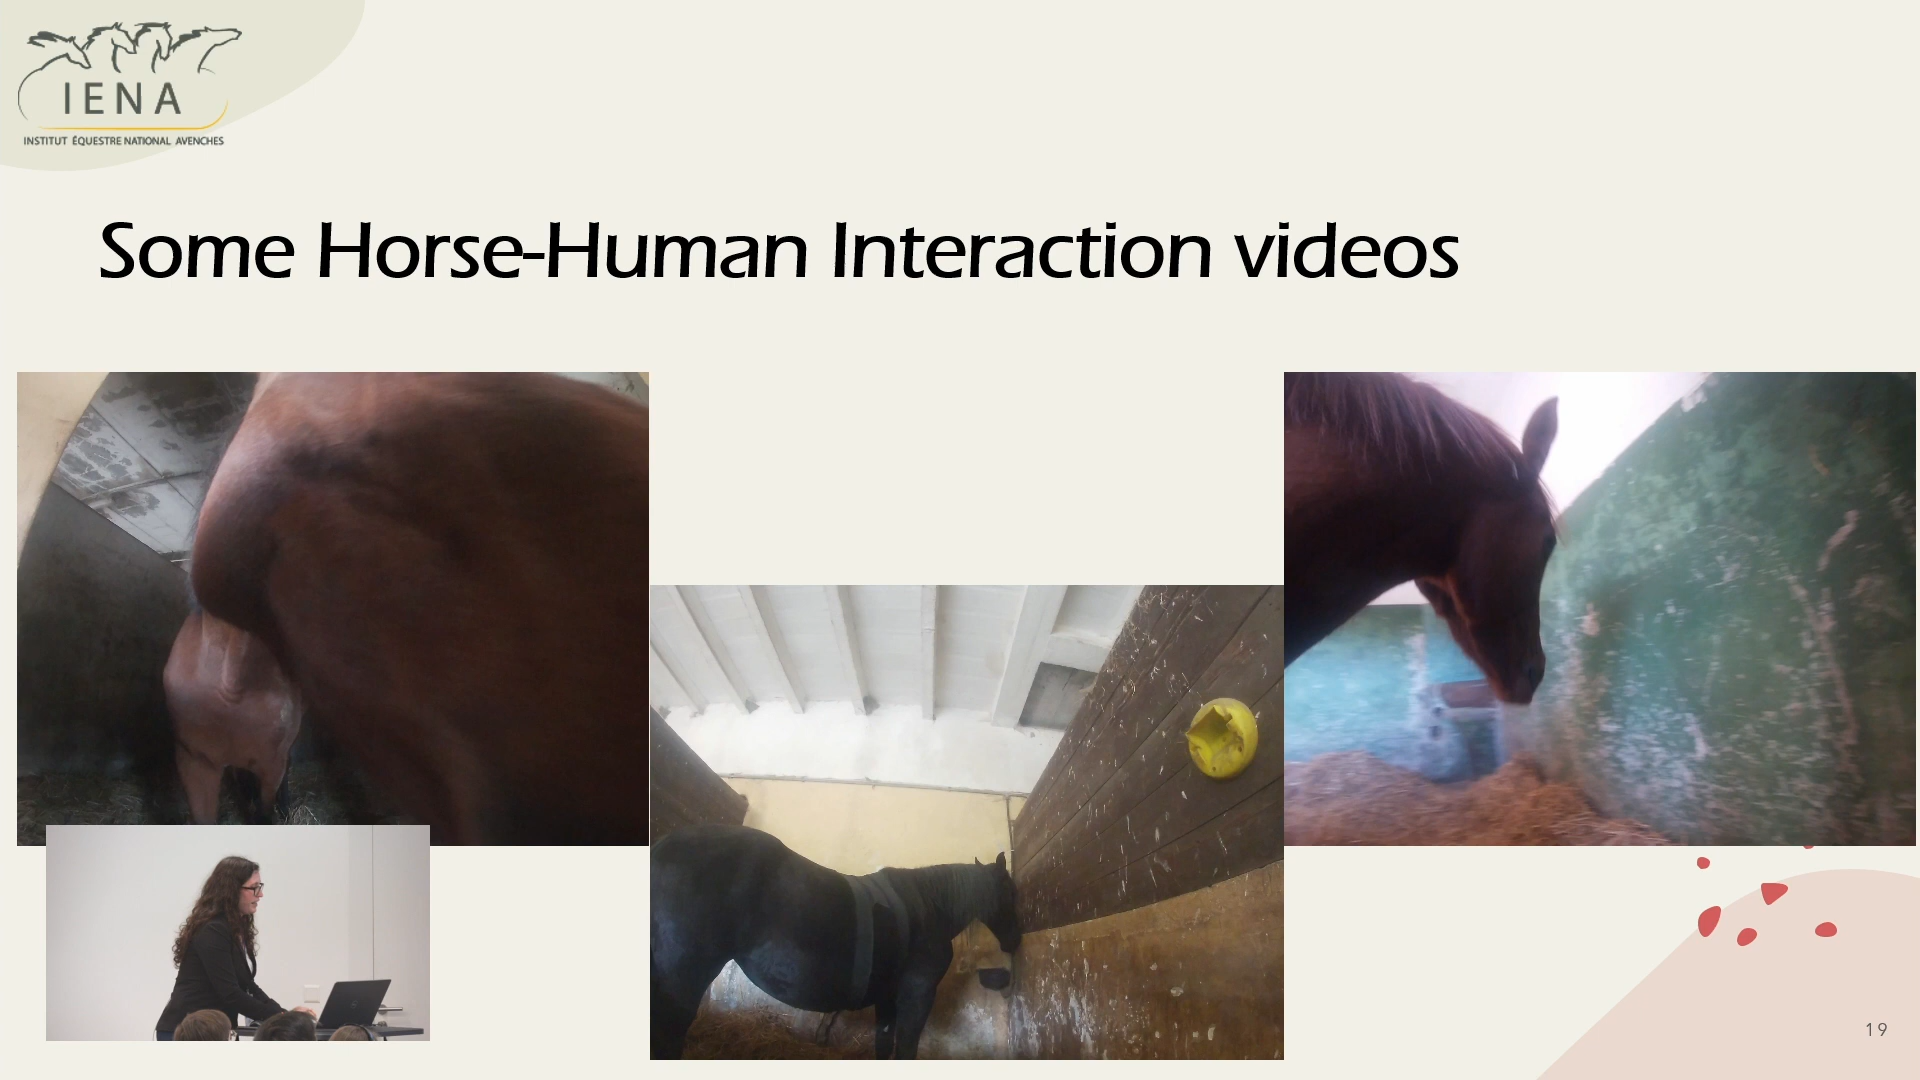 IENA
INSTITUT ÉQUESTRE NATIONAL AVENCHES
Some Horse-Human Interaction videos
19